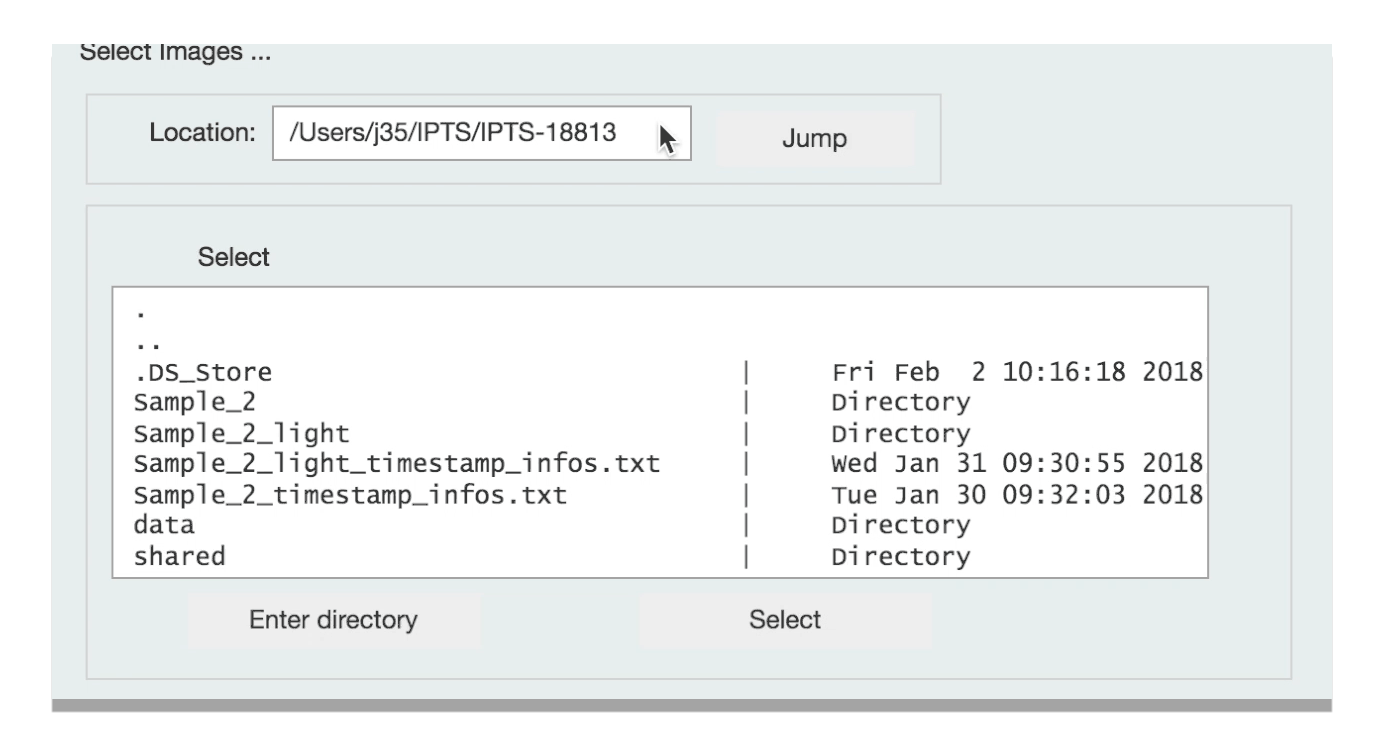 Select Images ...
Location: /Users/j35/IPTS/IPTS-18813 Jump
Select
.
..
.DS_Store | Fri Feb  2 10:16:18 2018
Sample_2 | Directory
Sample_2_light | Directory
Sample_2_light_timestamp_infos.txt | Wed Jan 31 09:30:55 2018
Sample_2_timestamp_infos.txt | Tue Jan 30 09:32:03 2018
data | Directory
shared | Directory
Enter directory Select